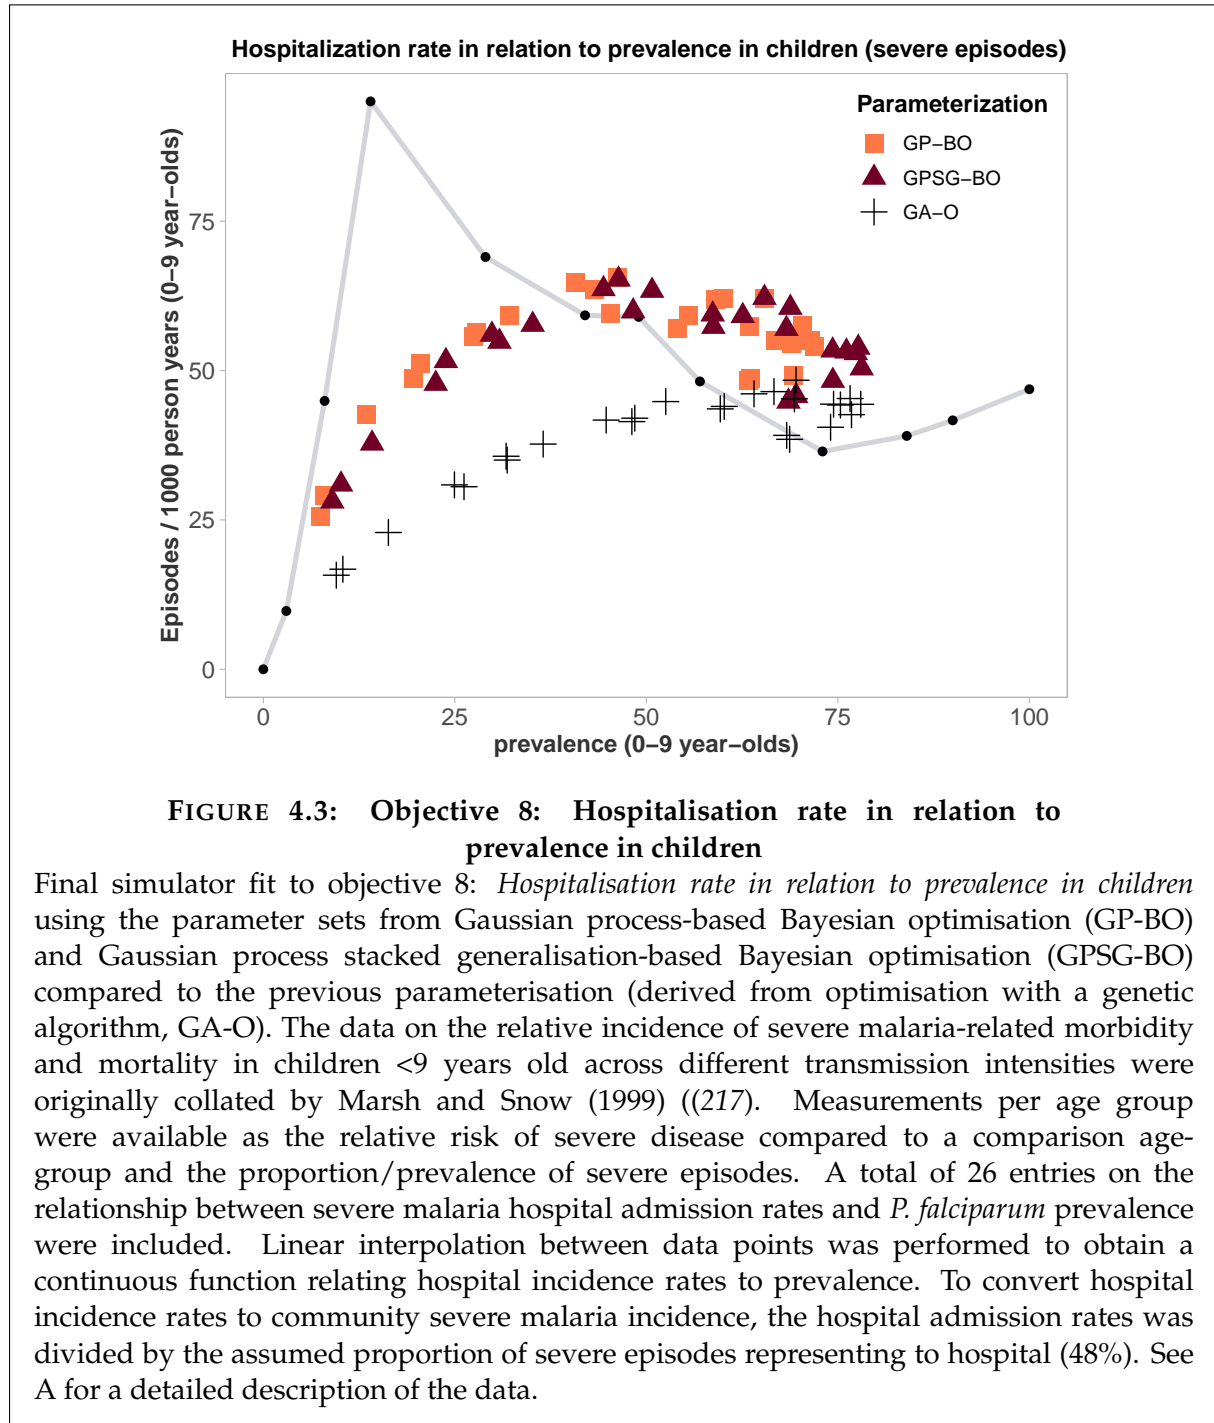 Hospitalization rate in relation to prevalence in children (severe episodes)
Episodes / 1000 person years (0−9 year−olds)
75
50
25
0
Parameterization
GP−BO
GPSG−BO
GA−O
0 25 50 75 100
prevalence (0−9 year−olds)
FIGURE 4.3: Objective 8: Hospitalisation rate in relation to
prevalence in children
Final simulator fit to objective 8: Hospitalisation rate in relation to prevalence in children
using the parameter sets from Gaussian process-based Bayesian optimisation (GP-BO)
and Gaussian process stacked generalisation-based Bayesian optimisation (GPSG-BO)
compared to the previous parameterisation (derived from optimisation with a genetic
algorithm, GA-O). The data on the relative incidence of severe malaria-related morbidity
and mortality in children <9 years old across different transmission intensities were
originally collated by Marsh and Snow (1999) ((217). Measurements per age group
were available as the relative risk of severe disease compared to a comparison age-
group and the proportion/prevalence of severe episodes. A total of 26 entries on the
relationship between severe malaria hospital admission rates and P. falciparum prevalence
were included. Linear interpolation between data points was performed to obtain a
continuous function relating hospital incidence rates to prevalence. To convert hospital
incidence rates to community severe malaria incidence, the hospital admission rates was
divided by the assumed proportion of severe episodes representing to hospital (48%). See
A for a detailed description of the data.